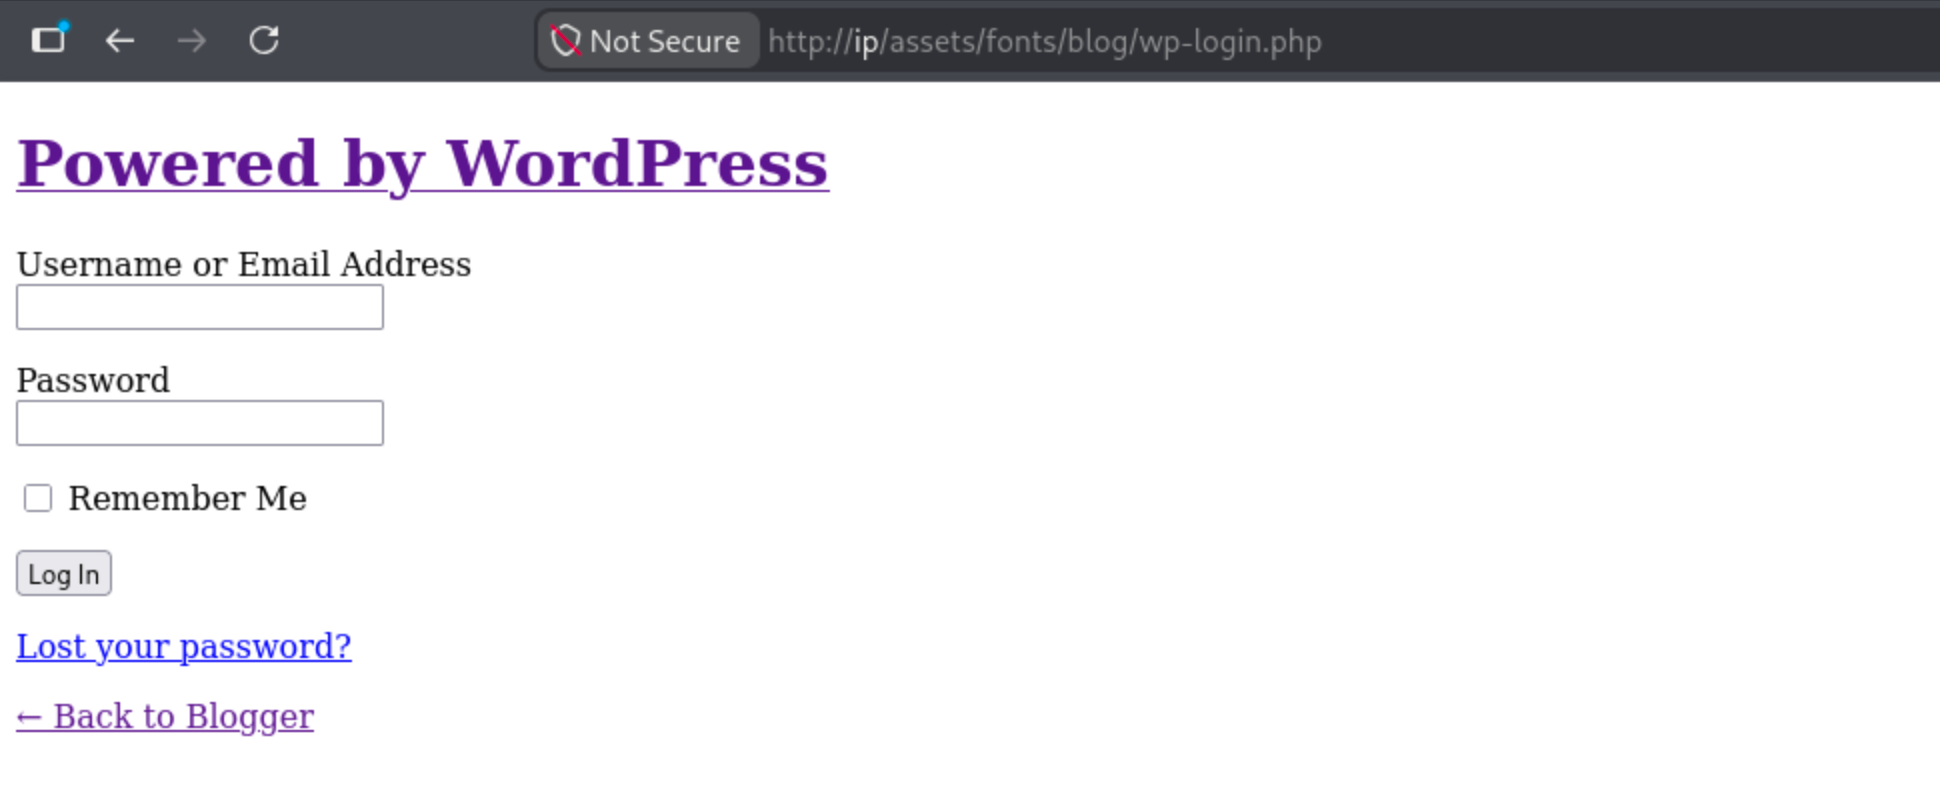 Not Secure http://ip/assets/fonts/blog/wp-login.php
Powered by WordPress
Username or Email Address
Password
Remember Me
Log In
Lost your password?
← Back to Blogger